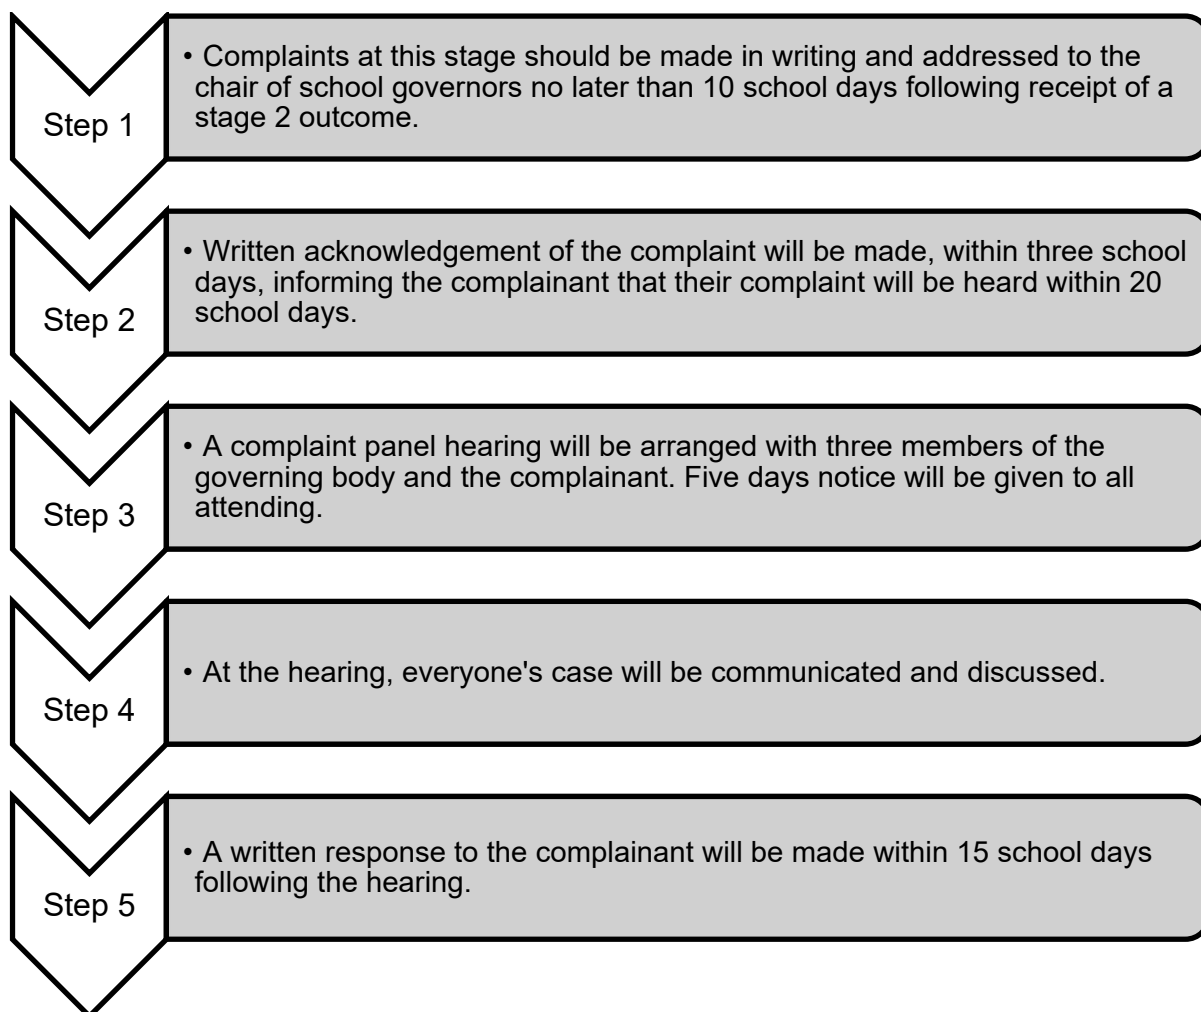 Step 1
• Complaints at this stage should be made in writing and addressed to the
chair of school governors no later than 10 school days following receipt of a
stage 2 outcome.
Step 2
• Written acknowledgement of the complaint will be made, within three school
days, informing the complainant that their complaint will be heard within 20
school days.
Step 3
• A complaint panel hearing will be arranged with three members of the
governing body and the complainant. Five days notice will be given to all
attending.
Step 4
• At the hearing, everyone's case will be communicated and discussed.
Step 5
• A written response to the complainant will be made within 15 school days
following the hearing.